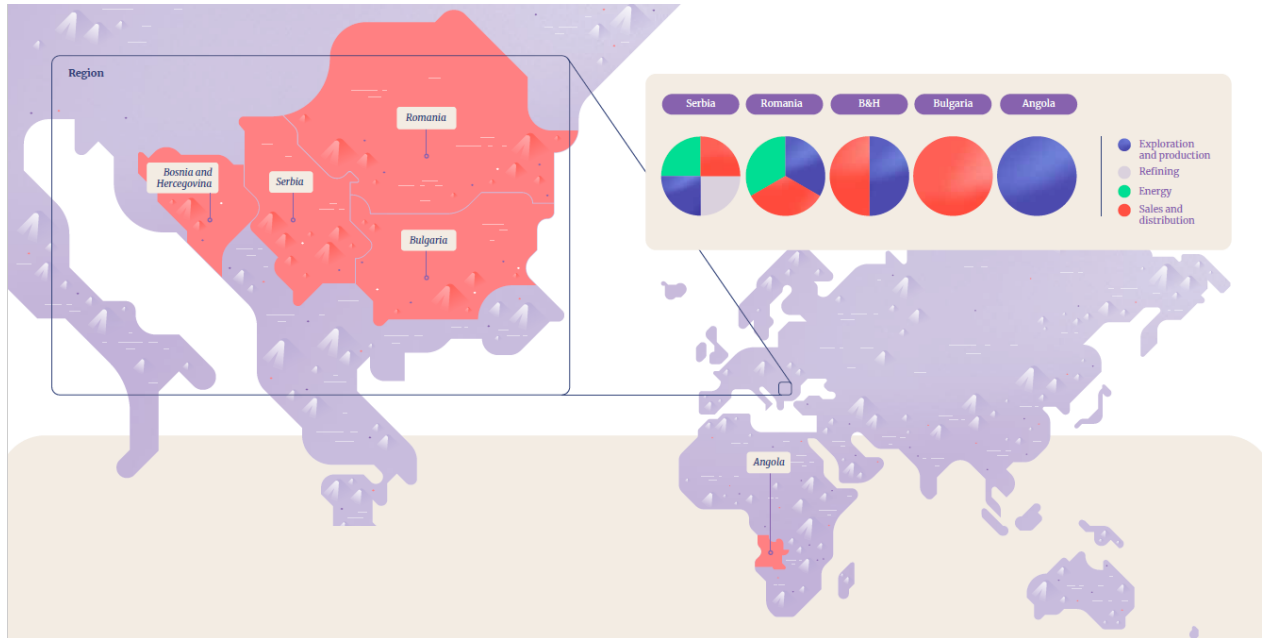 Region
Romania
Bosnia and
Hercegovina
Serbia
Bulgaria
Serbia
Romania
B&H
Bulgaria
Angola
Exploration
and production
Refining
Energy
Sales and
distribution
Angola